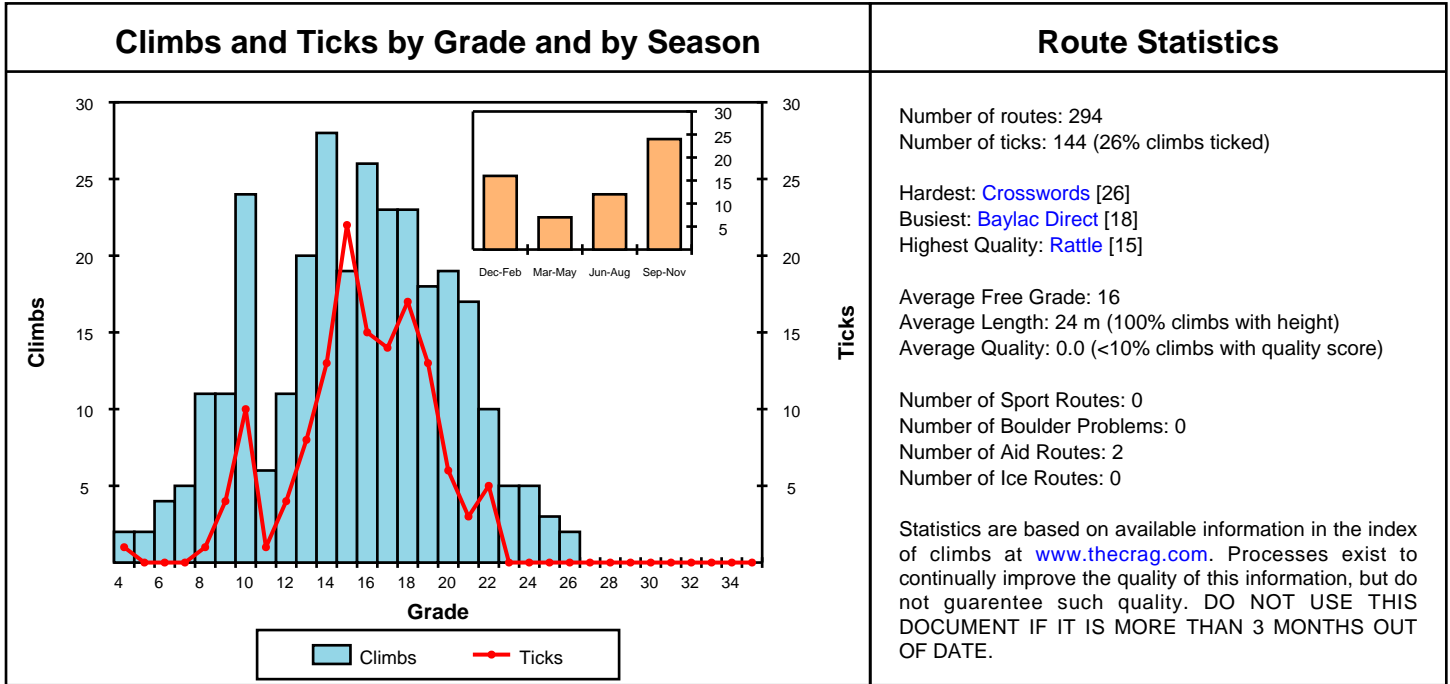 Climbs and Ticks by Grade and by Season
Route Statistics
30
25
20
15
10
5
Climbs
4 6 8 10 12 14 16 18 20 22 24 26 28 30 32 34
Grade
30
25
20
15
10
5
Ticks
30
25
20
15
10
5
Dec-Feb Mar-May Jun-Aug Sep-Nov
Climbs Ticks
Number of routes: 294
Number of ticks: 144 (26% climbs ticked)
Hardest: Crosswords [26]
Busiest: Baylac Direct [18]
Highest Quality: Rattle [15]
Average Free Grade: 16
Average Length: 24 m (100% climbs with height)
Average Quality: 0.0 (<10% climbs with quality score)
Number of Sport Routes: 0
Number of Boulder Problems: 0
Number of Aid Routes: 2
Number of Ice Routes: 0
Statistics are based on available information in the index
of climbs at www.thecrag.com. Processes exist to
continually improve the quality of this information, but do
not guarentee such quality. DO NOT USE THIS
DOCUMENT IF IT IS MORE THAN 3 MONTHS OUT
OF DATE.